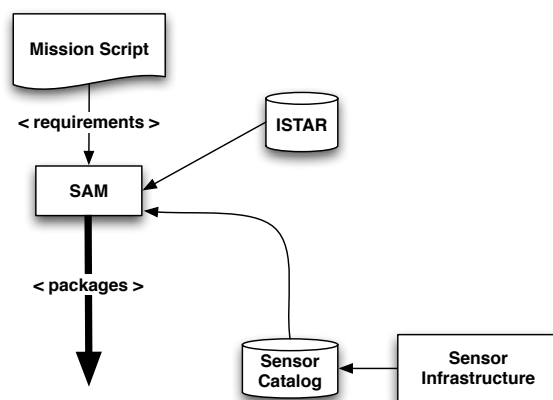 Mission Script
< requirements >
ISTAR
SAM
< packages >
Sensor
Catalog
Sensor
Infrastructure